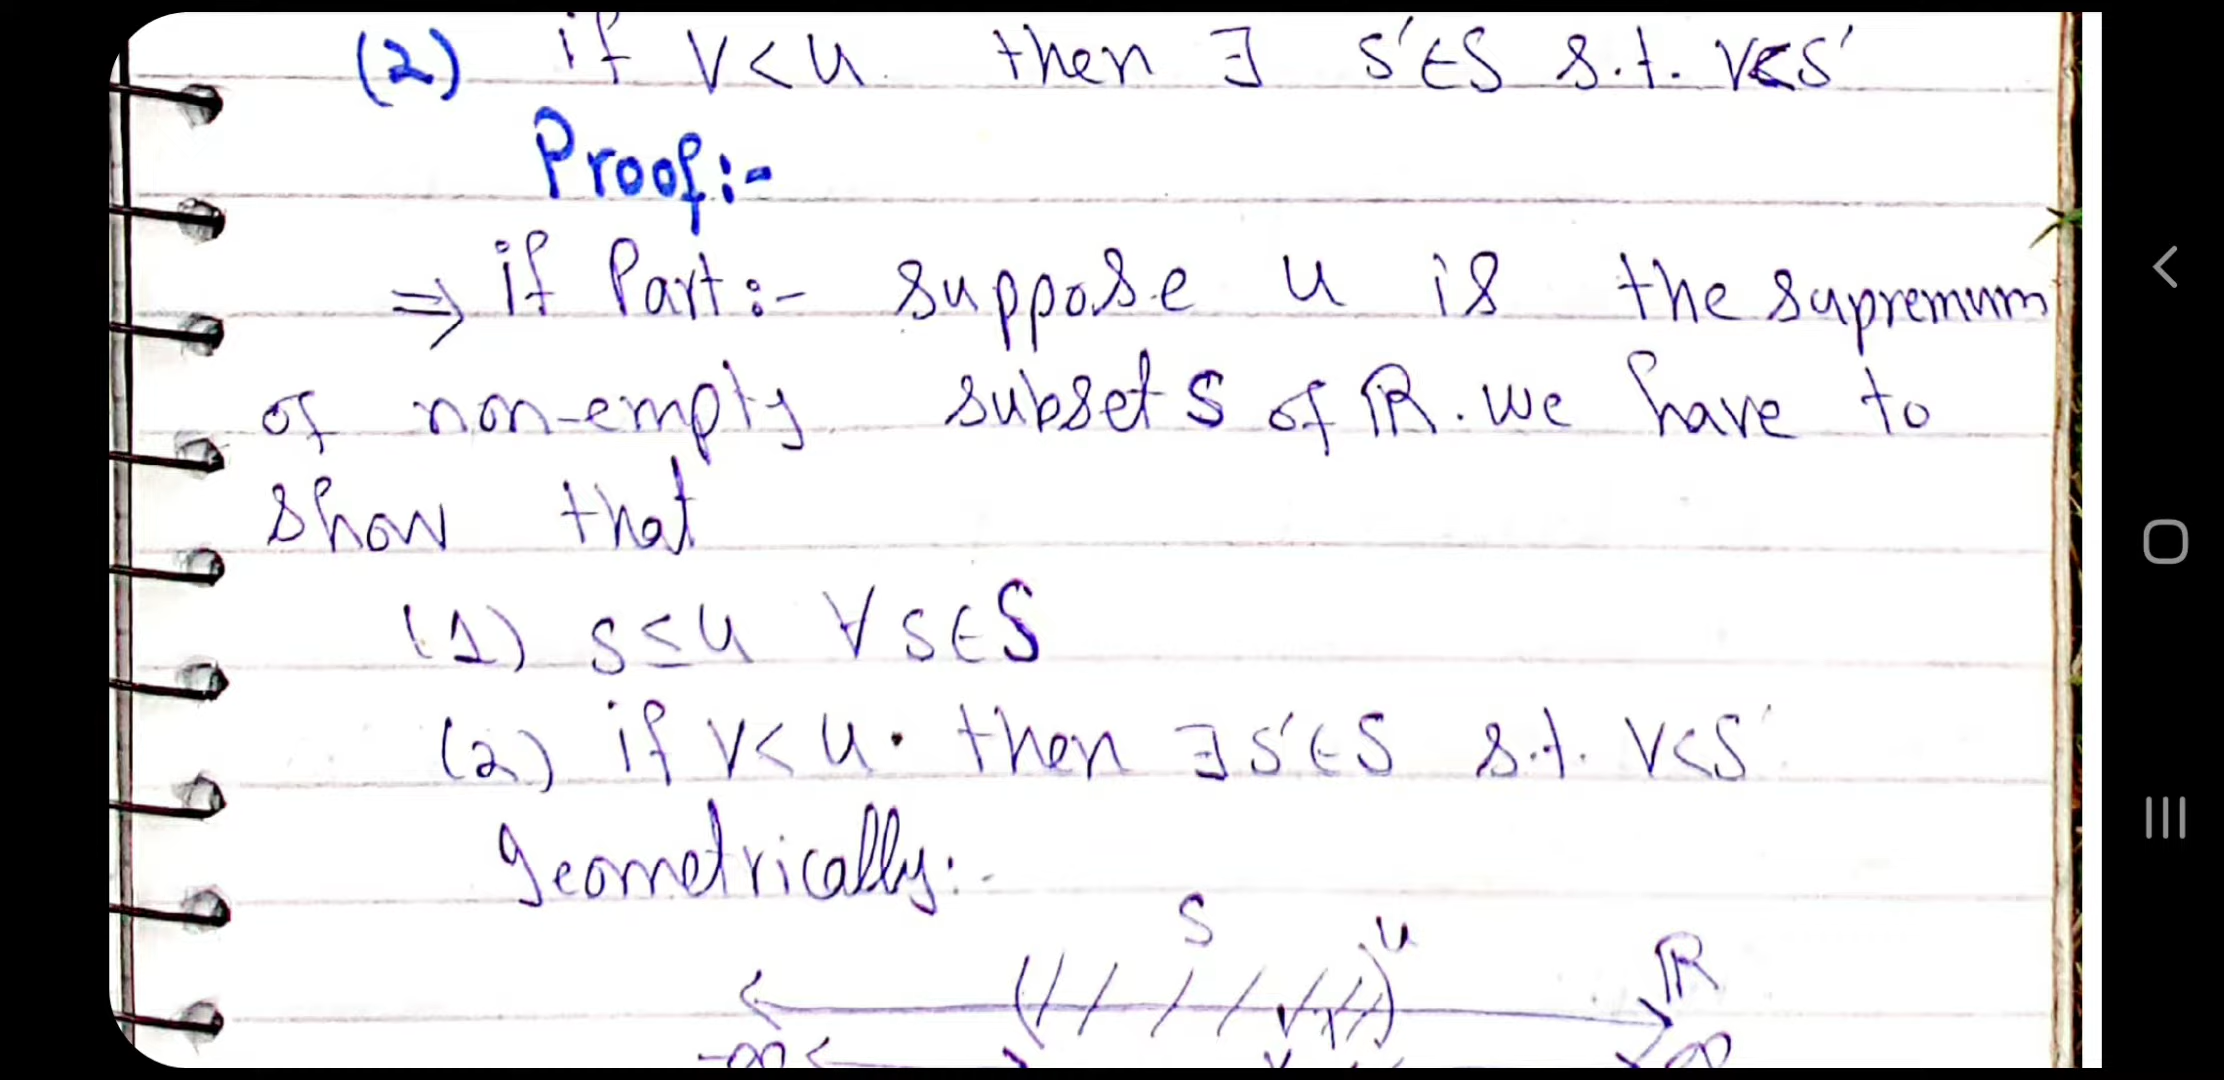 (2) if V<u then ∃ s'∈S s.t. V<s'
Proof:-
⇒ if Part:- suppose u is the supremum
of non-empty subset S of ℝ. we have to
show that
(1) s≤u ∀ s∈S
(2) if V<u. then ∃ s'∈S s.t. V<s'
geometrically:-
S u ℝ
-∞ V ∞